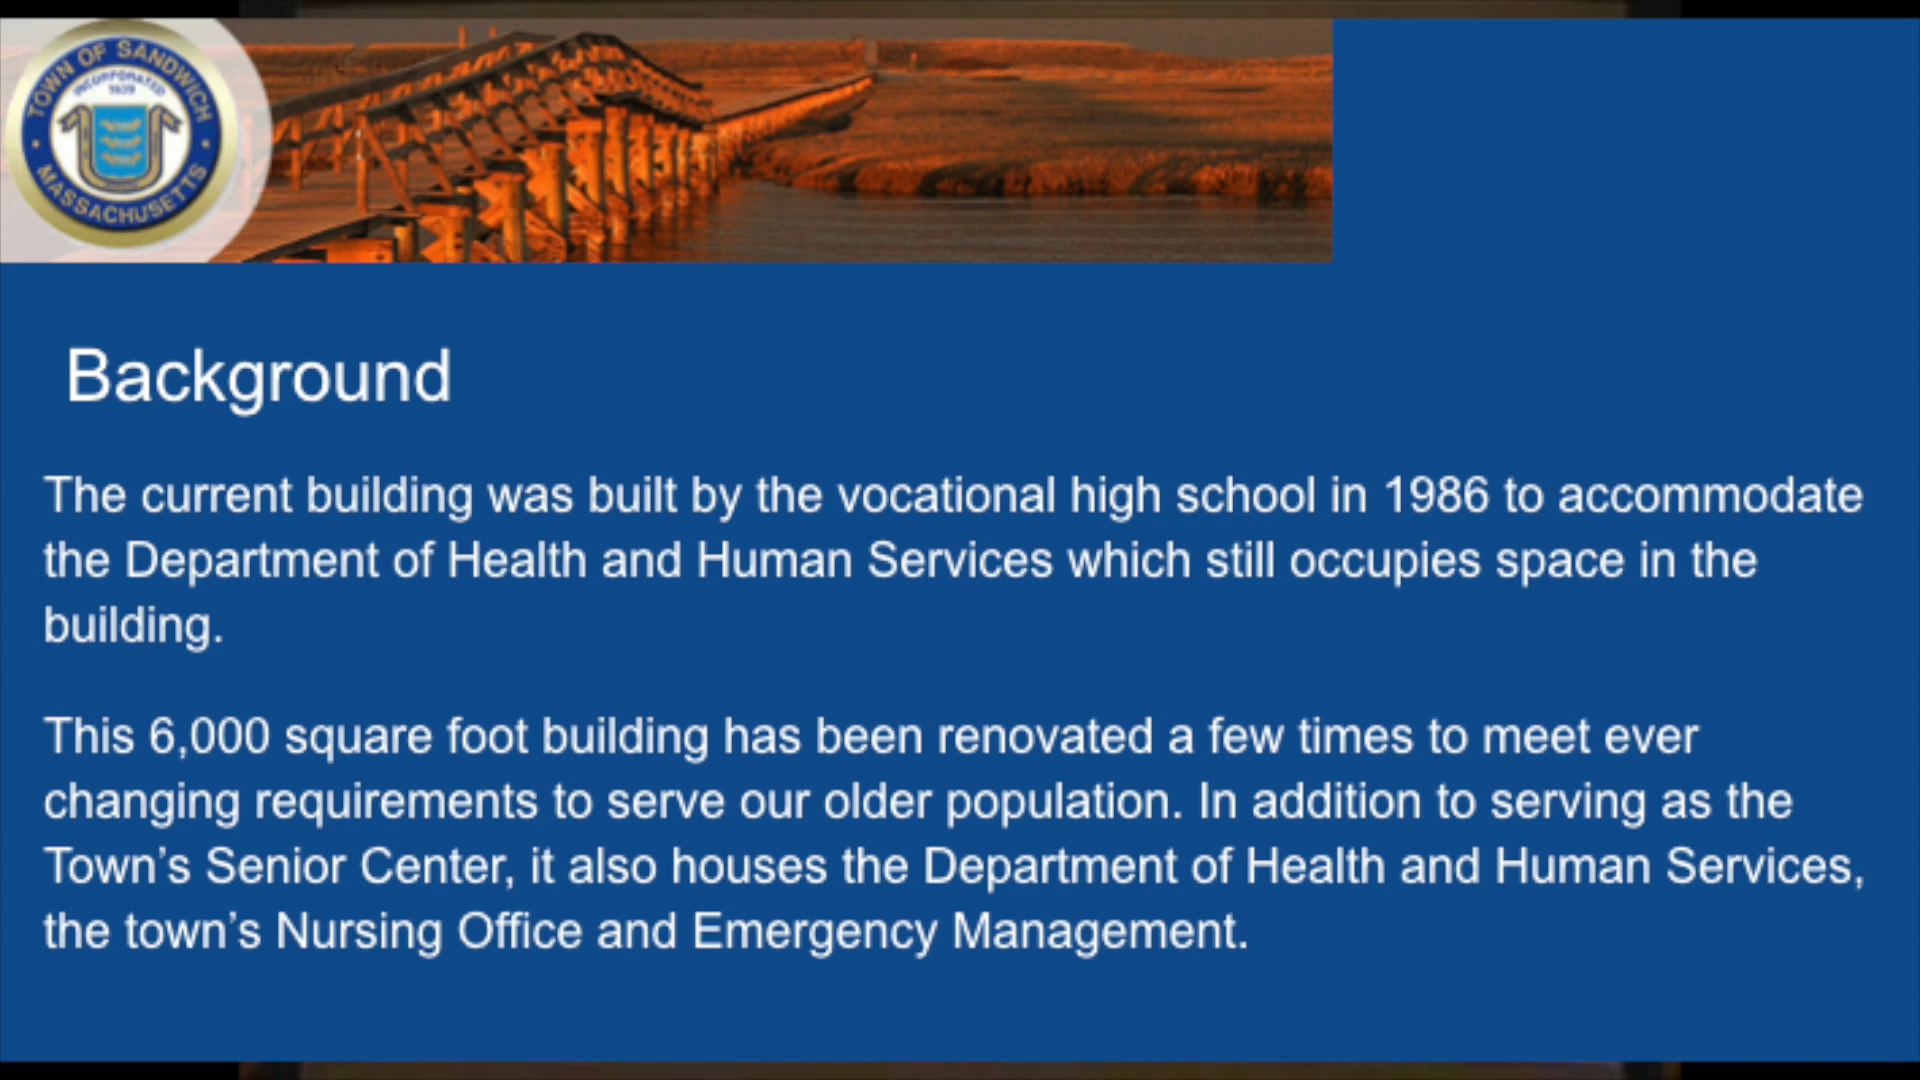 TOWN OF SANDWICH
INCORPORATED
1639
MASSACHUSETTS
Background
The current building was built by the vocational high school in 1986 to accommodate
the Department of Health and Human Services which still occupies space in the
building.
This 6,000 square foot building has been renovated a few times to meet ever
changing requirements to serve our older population. In addition to serving as the
Town’s Senior Center, it also houses the Department of Health and Human Services,
the town’s Nursing Office and Emergency Management.